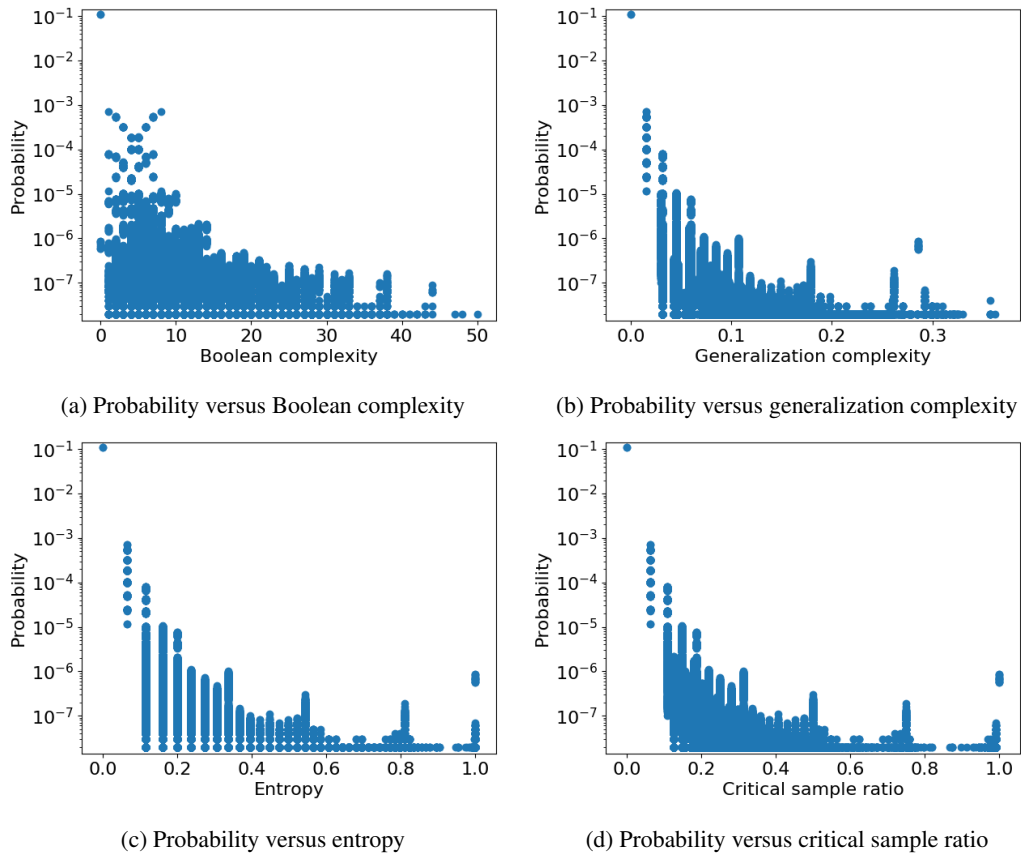 10⁻¹
10⁻²
10⁻³
10⁻⁴
10⁻⁵
10⁻⁶
10⁻⁷
Probability
0 10 20 30 40 50
Boolean complexity
(a) Probability versus Boolean complexity
10⁻¹
10⁻²
10⁻³
10⁻⁴
10⁻⁵
10⁻⁶
10⁻⁷
Probability
0.0 0.1 0.2 0.3
Generalization complexity
(b) Probability versus generalization complexity
10⁻¹
10⁻²
10⁻³
10⁻⁴
10⁻⁵
10⁻⁶
10⁻⁷
Probability
0.0 0.2 0.4 0.6 0.8 1.0
Entropy
(c) Probability versus entropy
10⁻¹
10⁻²
10⁻³
10⁻⁴
10⁻⁵
10⁻⁶
10⁻⁷
Probability
0.0 0.2 0.4 0.6 0.8 1.0
Critical sample ratio
(d) Probability versus critical sample ratio